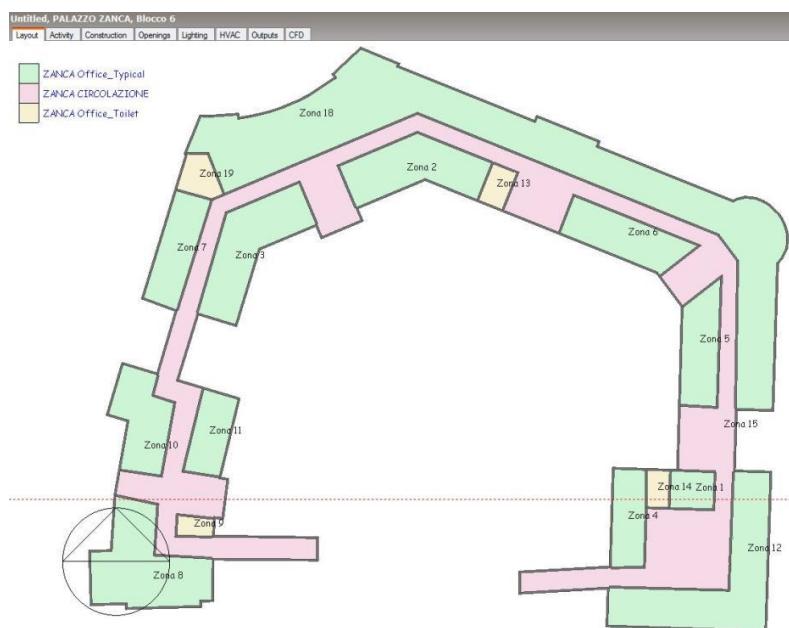 Untitled, PALAZZO ZANCA, Blocco 6
Layout Activity Construction Openings Lighting HVAC Outputs CFD
ZANCA Office_Typical
ZANCA CIRCOLAZIONE
ZANCA Office_Toilet
Zona 18
Zona 19
Zona 2
Zona 13
Zona 7
Zona 3
Zona 6
Zona 5
Zona 15
Zona 11
Zona 10
Zona 14
Zona 1
Zona 4
Zona 9
Zona 12
Zona 8